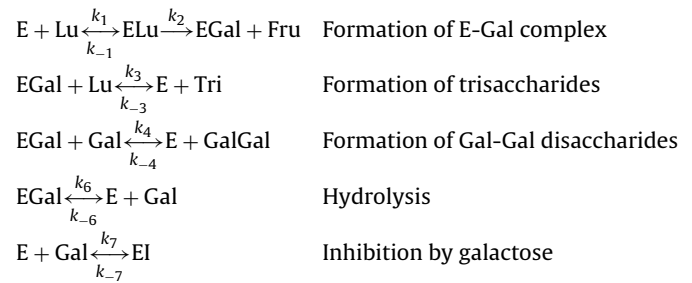 E + Lu ⇄[k₁][k₋₁] ELu →[k₂] EGal + Fru Formation of E-Gal complex
EGal + Lu ⇄[k₃][k₋₃] E + Tri Formation of trisaccharides
EGal + Gal ⇄[k₄][k₋₄] E + GalGal Formation of Gal-Gal disaccharides
EGal ⇄[k₆][k₋₆] E + Gal Hydrolysis
E + Gal ⇄[k₇][k₋₇] EI Inhibition by galactose